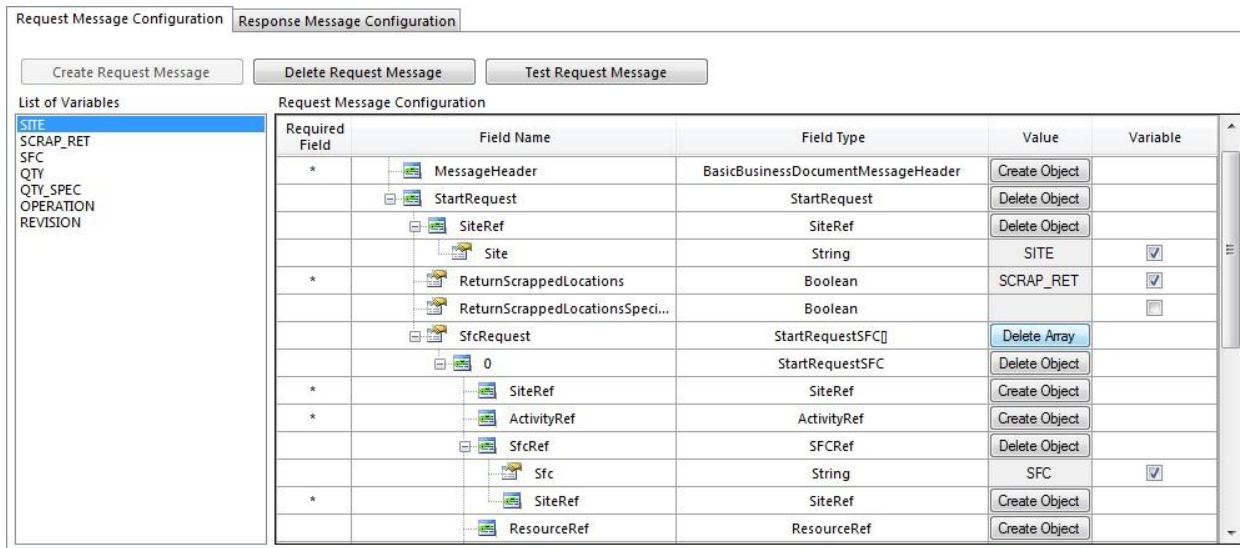 Request Message Configuration Response Message Configuration
Create Request Message Delete Request Message Test Request Message
List of Variables Request Message Configuration
SITE
SCRAP_RET
SFC
QTY
QTY_SPEC
OPERATION
REVISION
Required Field Field Name Field Type Value Variable
* MessageHeader BasicBusinessDocumentMessageHeader Create Object
StartRequest StartRequest Delete Object
SiteRef SiteRef Delete Object
Site String SITE
* ReturnScrappedLocations Boolean SCRAP_RET
ReturnScrappedLocationsSpeci... Boolean
SfcRequest StartRequestSFC[] Delete Array
0 StartRequestSFC Delete Object
* SiteRef SiteRef Create Object
* ActivityRef ActivityRef Create Object
SfcRef SFCRef Delete Object
Sfc String SFC
* SiteRef SiteRef Create Object
ResourceRef ResourceRef Create Object